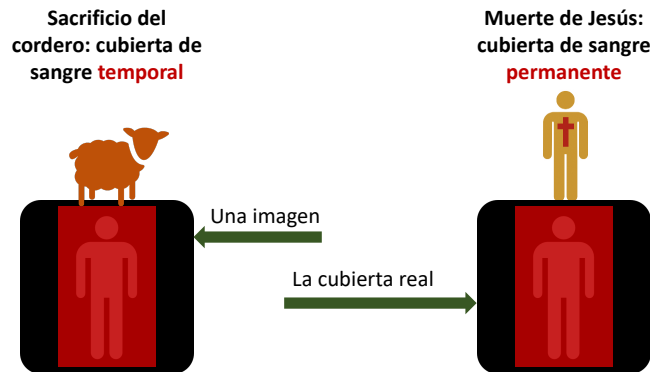 Sacrificio del
cordero: cubierta de
sangre temporal
Muerte de Jesús:
cubierta de sangre
permanente
Una imagen
La cubierta real